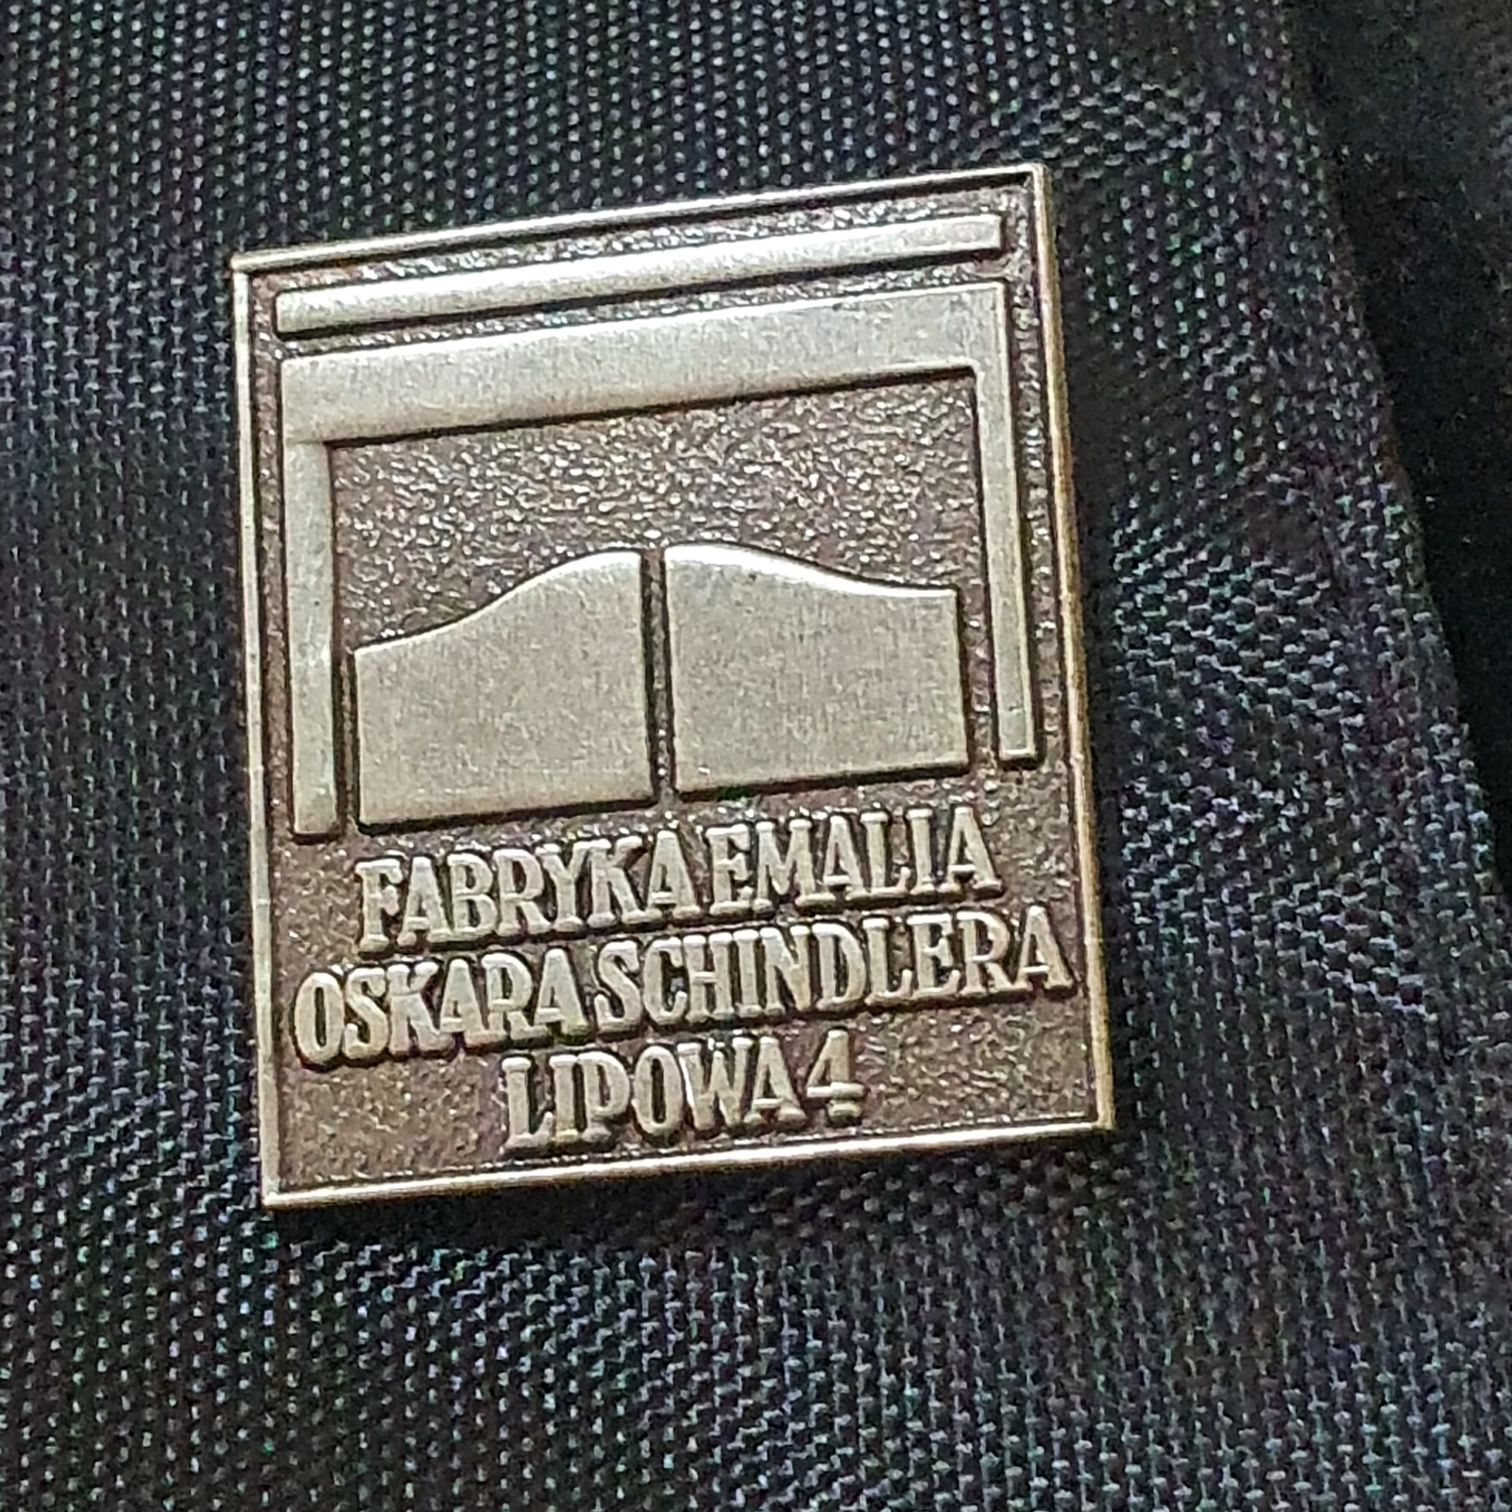 FABRYKA EMALIA
OSKARA SCHINDLERA
LIPOWA 4